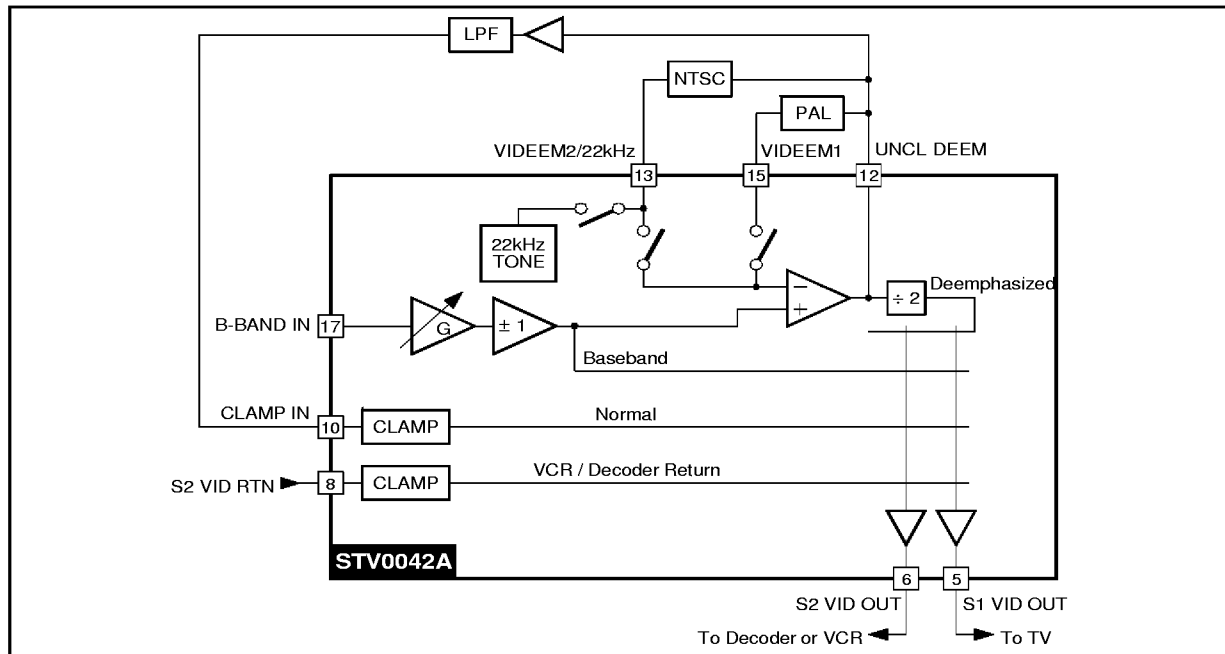 LPF
NTSC
PAL
VIDEEM2/22kHz
VIDEEM1
UNCL DEEM
13
15
12
22kHz
TONE
−
+
÷ 2
Deemphasized
B-BAND IN
17
G
± 1
Baseband
CLAMP IN
10
CLAMP
Normal
S2 VID RTN
8
CLAMP
VCR / Decoder Return
STV0042A
6
5
S2 VID OUT
S1 VID OUT
To Decoder or VCR
To TV